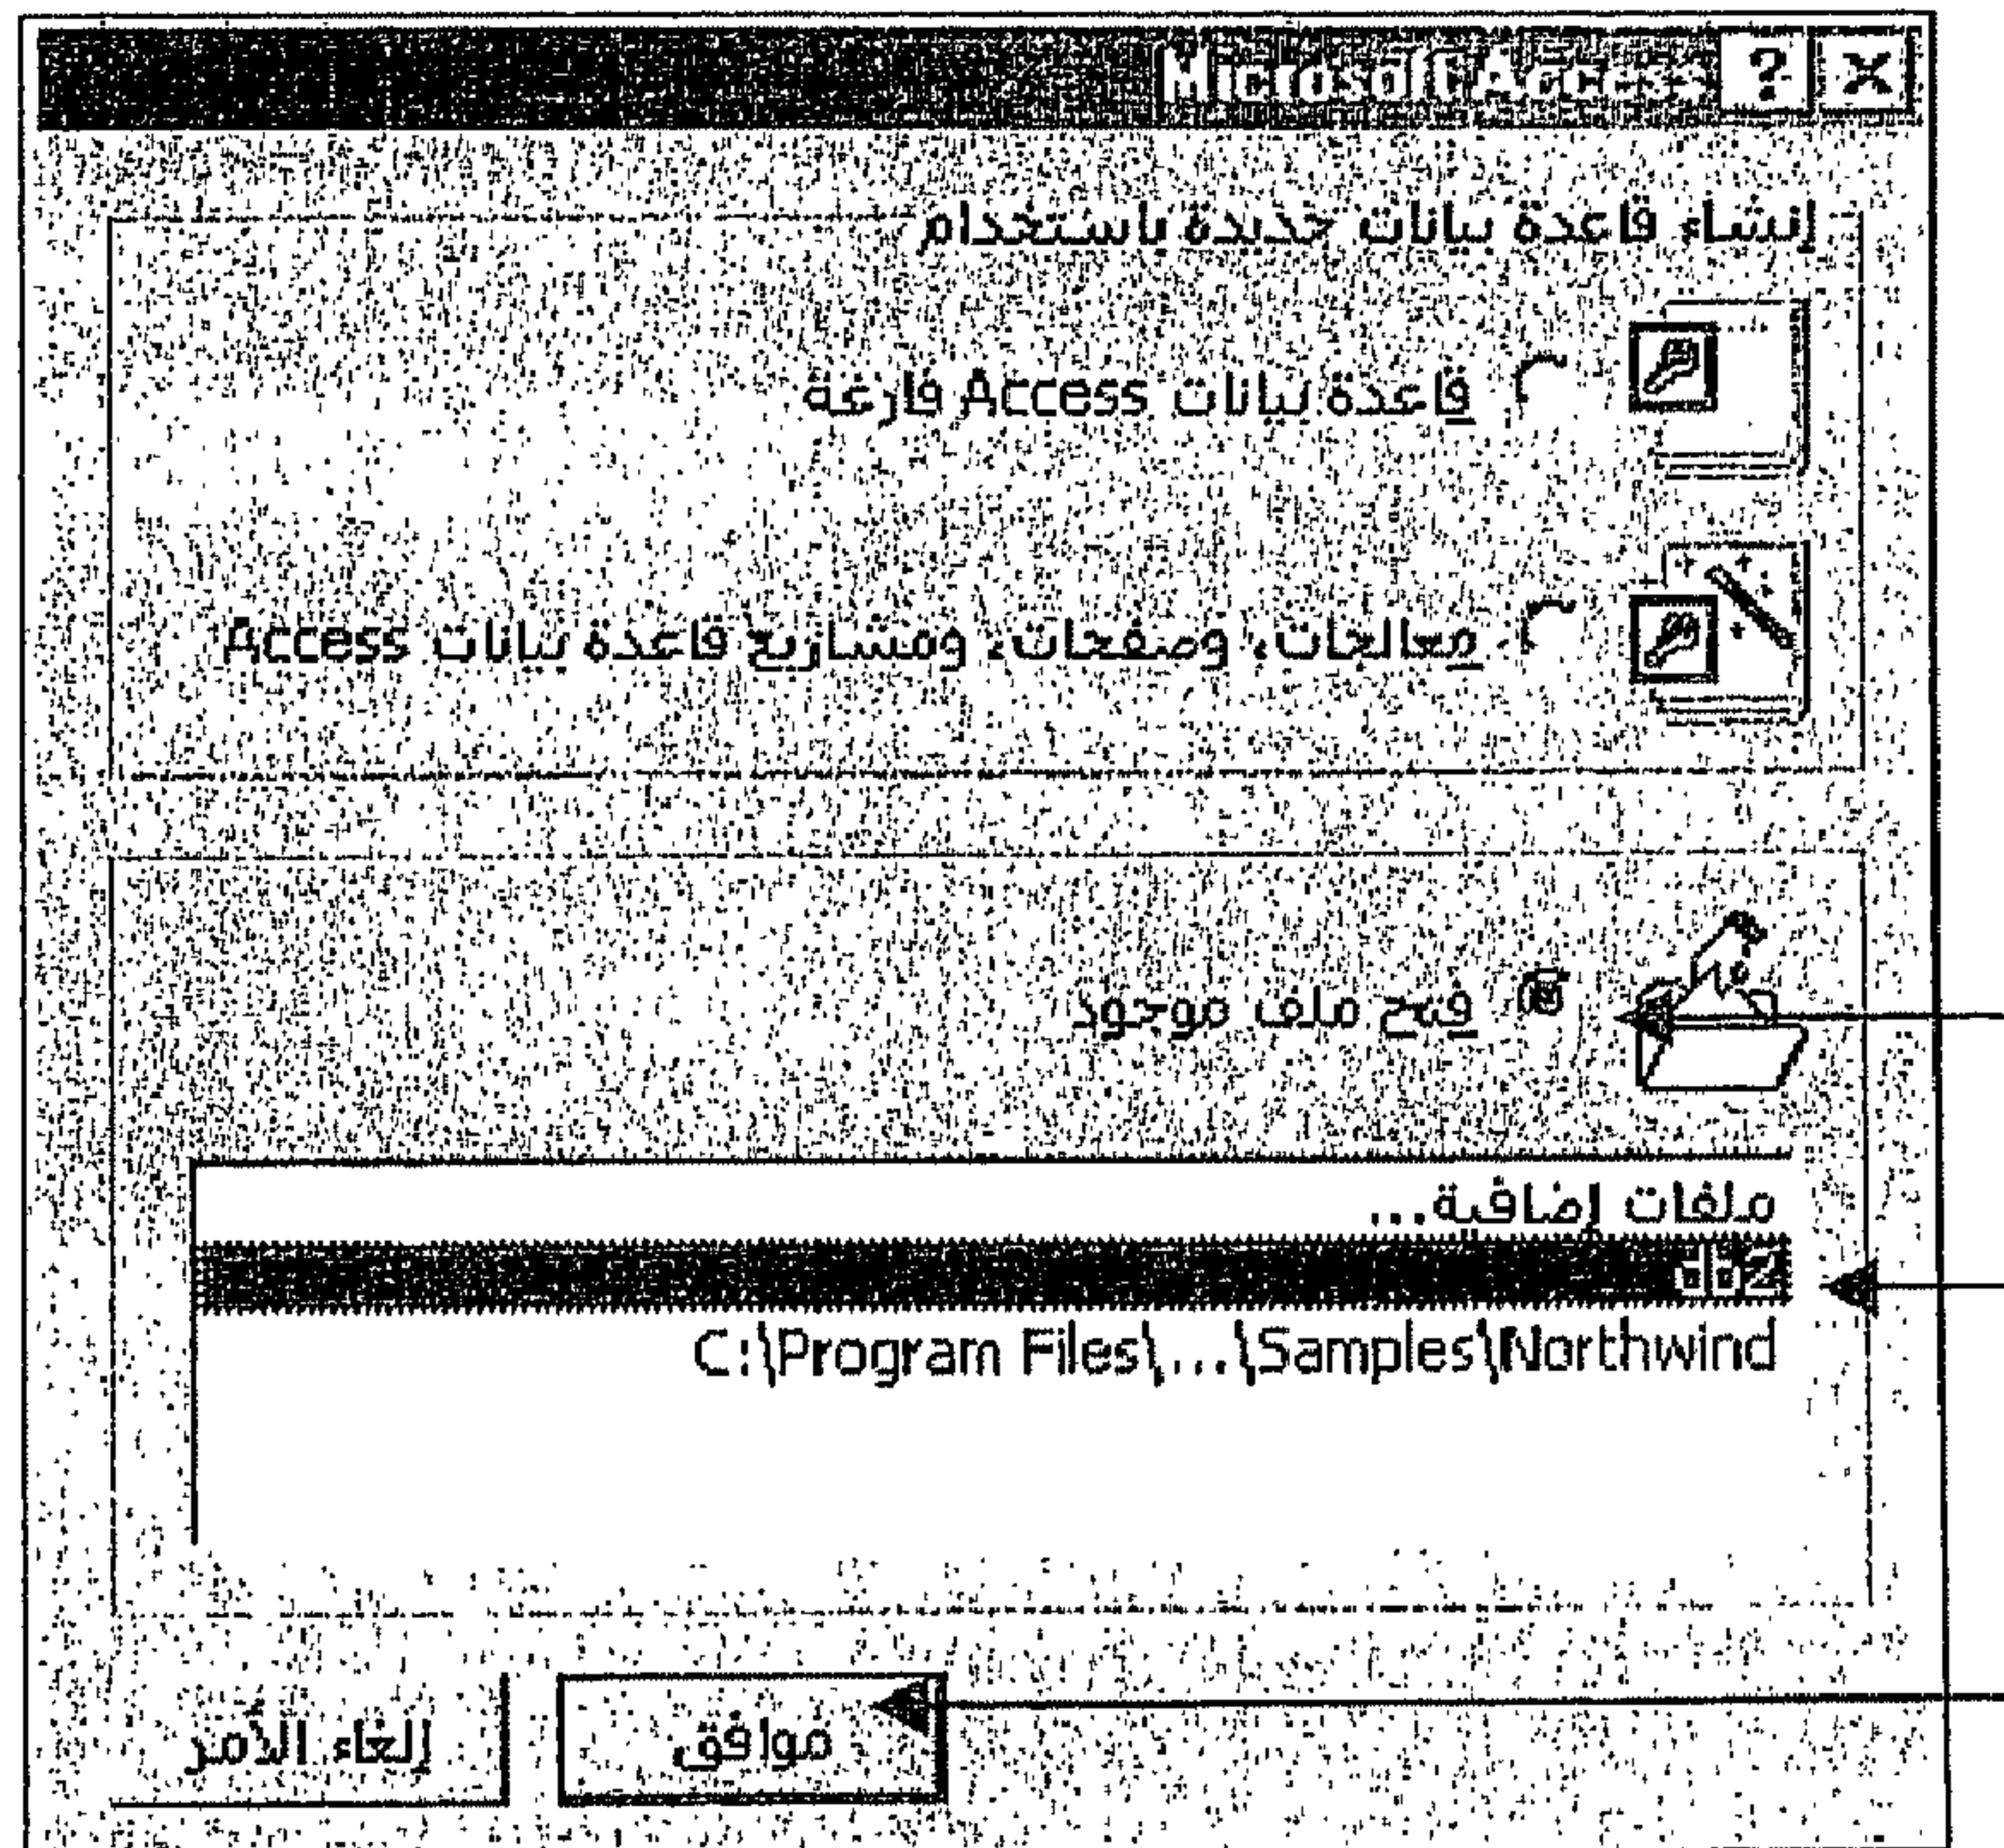 Microsoft Access
إنشاء قاعدة بيانات جديدة باستخدام
قاعدة بيانات Access فارغة
معالجات، وصفحات، ومشاريع قاعدة بيانات Access
فتح ملف موجود
ملفات إضافية...
db2
C:\Program Files\...\Samples\Northwind
موافق
إلغاء الأمر